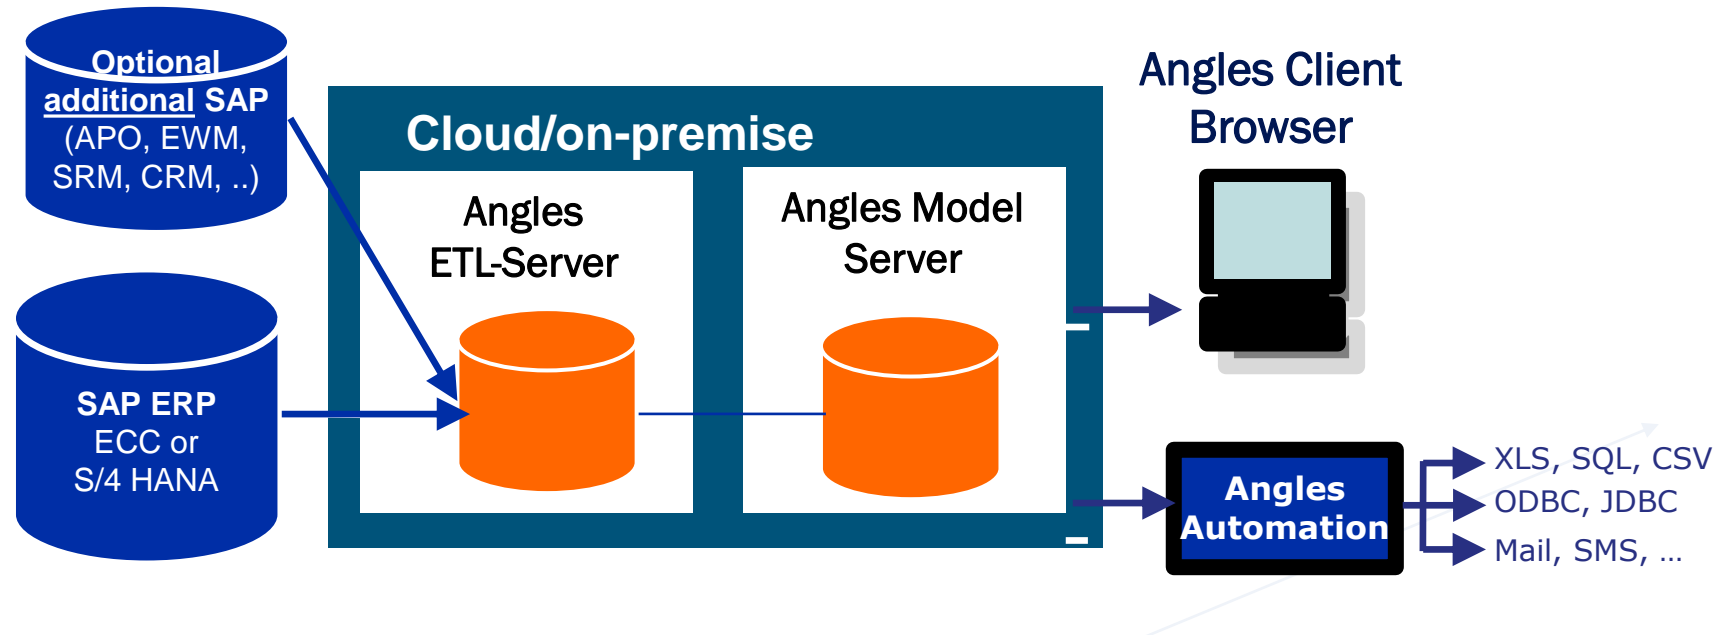 Optional
additional SAP
(APO, EWM,
SRM, CRM, ..)
SAP ERP
ECC or
S/4 HANA
Cloud/on-premise
Angles
ETL-Server
Angles Model
Server
Angles Client
Browser
Angles
Automation
XLS, SQL, CSV
ODBC, JDBC
Mail, SMS, …